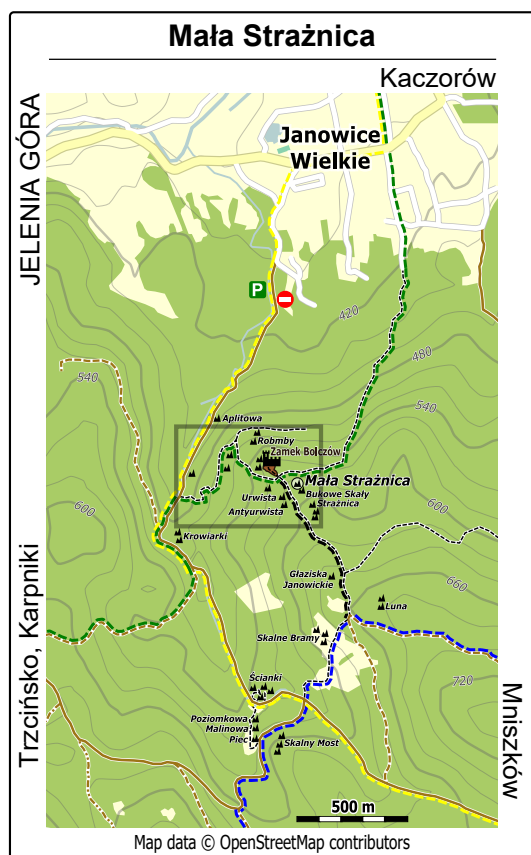 Mała Strażnica
Kaczorów
JELENIA GÓRA
Janowice
Wielkie
P
420
480
540
540
Aplitowa
Robmby
Zamek Bolczów
Mała Strażnica
Bukowe Skały
Urwista
Strażnica
Antyurwista
600
600
Krowiarki
Głaziska
Janowickie
660
Luna
Skalne Bramy
Trzcińsko, Karpniki
Ścianki
720
Mniszków
Poziomkowa
Malinowa
Piec
Skalny Most
500 m
Map data © OpenStreetMap contributors